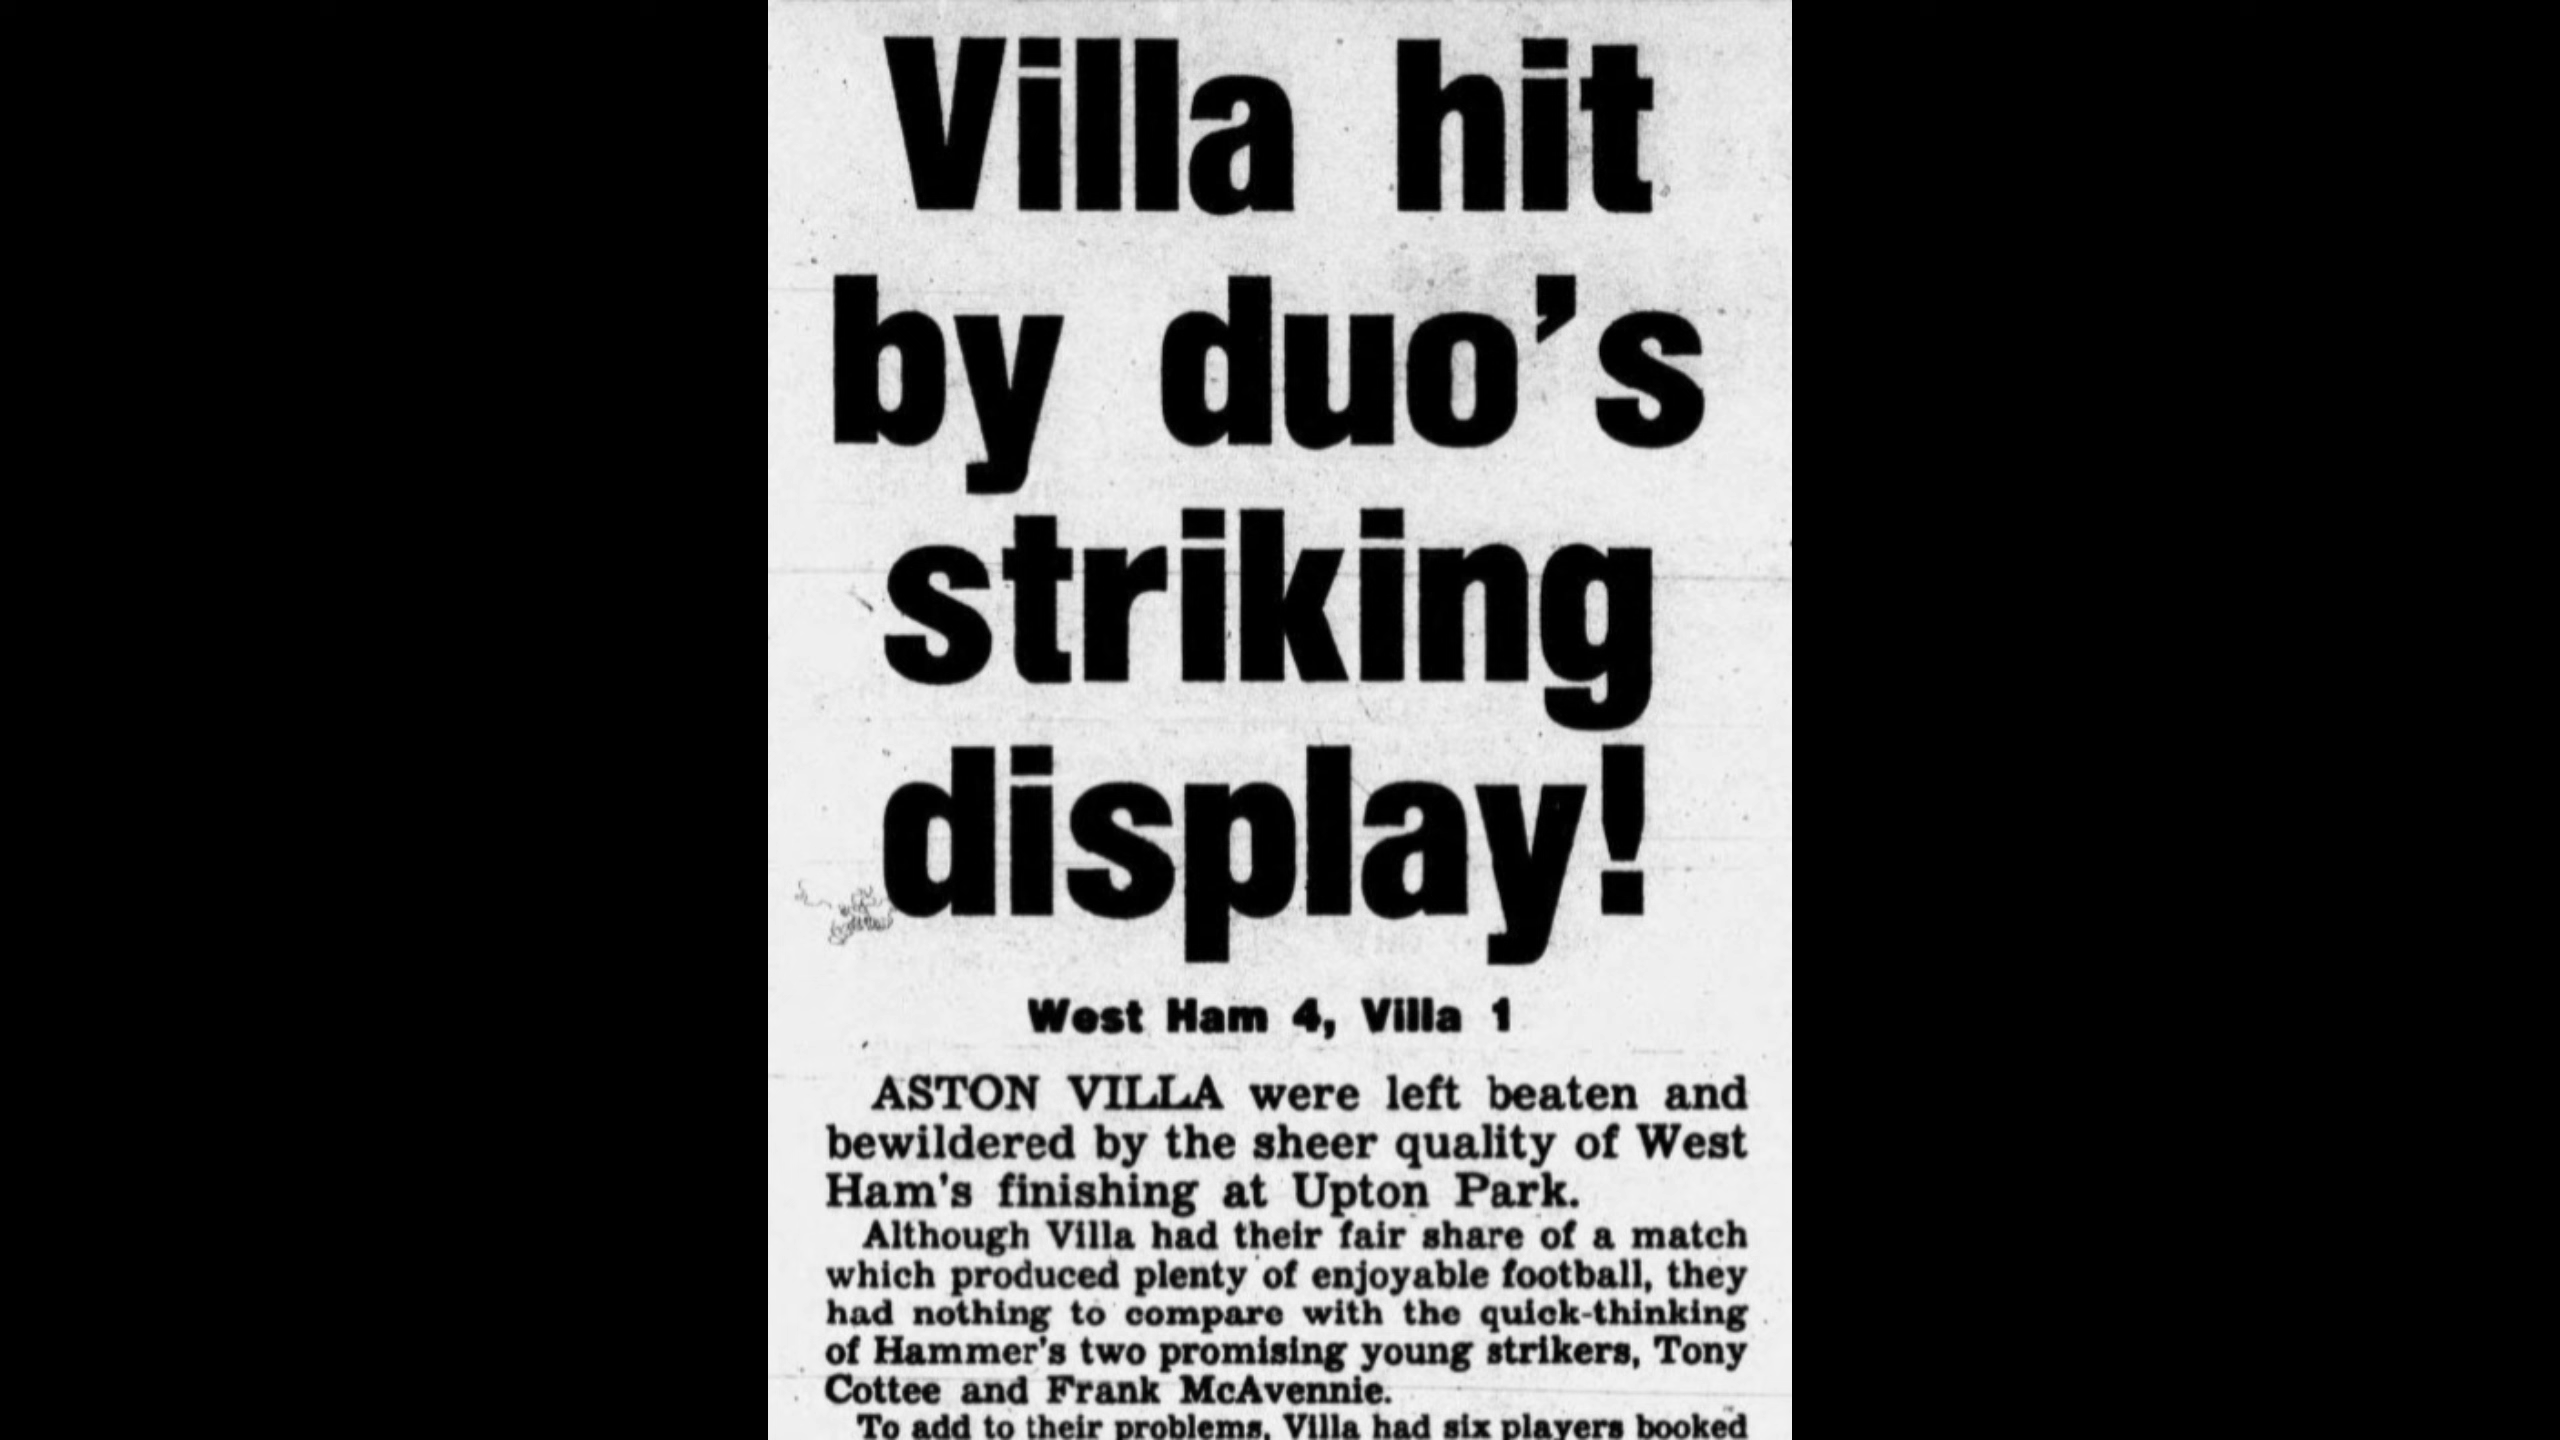 Villa hit
by duo's
striking
display!
West Ham 4, Villa 1
ASTON VILLA were left beaten and
bewildered by the sheer quality of West
Ham's finishing at Upton Park.
Although Villa had their fair share of a match
which produced plenty of enjoyable football, they
had nothing to compare with the quick-thinking
of Hammer's two promising young strikers, Tony
Cottee and Frank McAvennie.
To add to their problems, Villa had six players booked